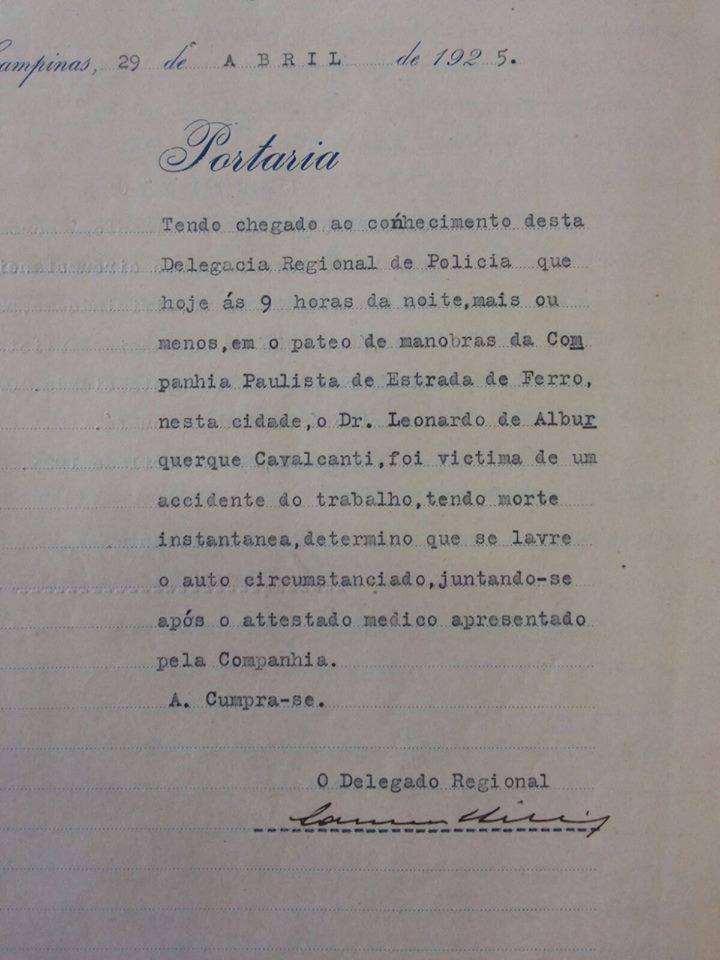 Campinas, 29 de ABRIL de 1925.
Portaria
Tendo chegado ao conhecimento desta
Delegacia Regional de Policia que
hoje ás 9 horas da noite,mais ou
menos,em o pateo de manobras da Com
panhia Paulista de Estrada de Ferro,
nesta cidade,o Dr. Leonardo de Albur
querque Cavalcanti,foi victima de um
accidente do trabalho,tendo morte
instantanea,determino que se lavre
o auto circumstanciado,juntando-se
após o attestado medico apresentado
pela Companhia.
A. Cumpra-se.
O Delegado Regional